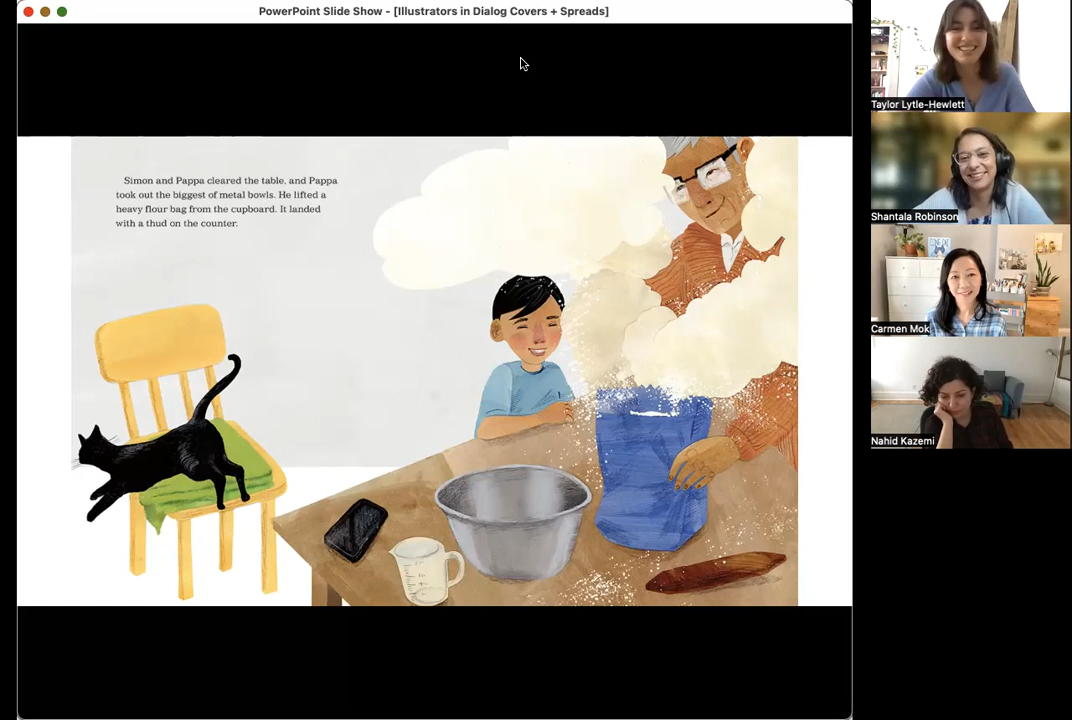 PowerPoint Slide Show - [Illustrators in Dialog Covers + Spreads]
Simon and Pappa cleared the table, and Pappa
took out the biggest of metal bowls. He lifted a
heavy flour bag from the cupboard. It landed
with a thud on the counter.
Taylor Lytle-Hewlett
Shantala Robinson
Carmen Mok
Nahid Kazemi